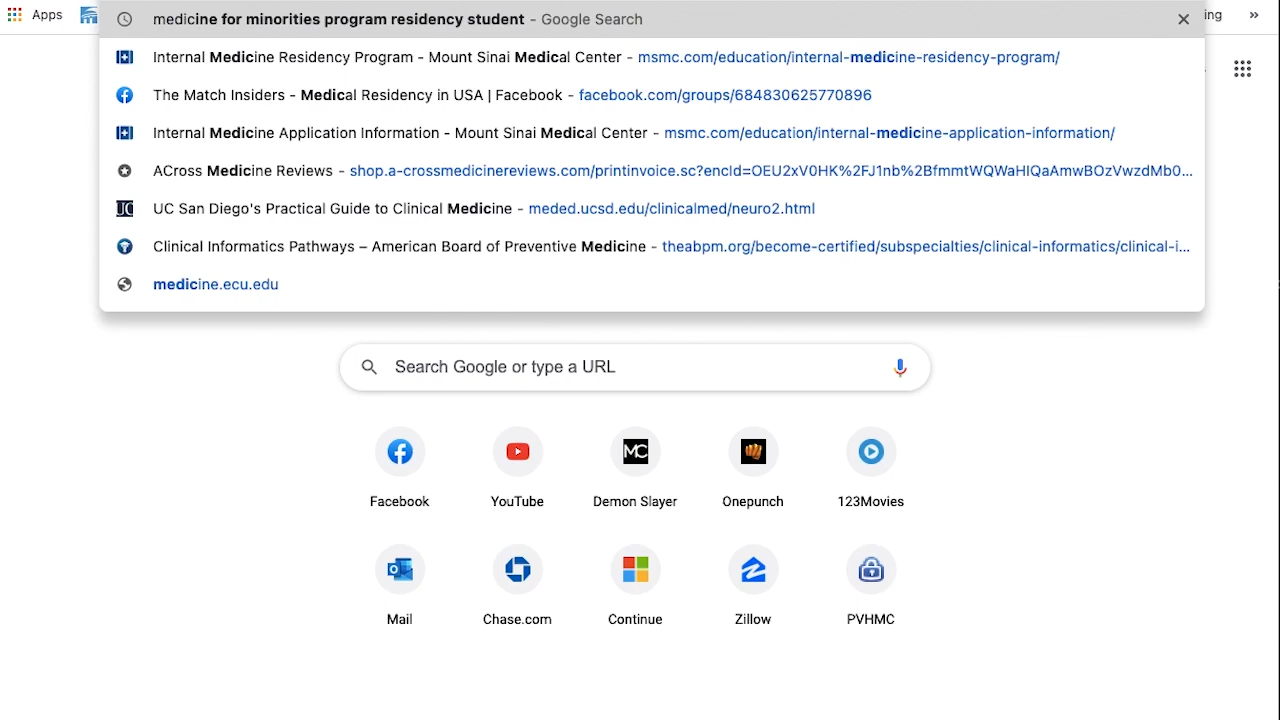 Apps
ing »
medicine for minorities program residency student - Google Search
Internal Medicine Residency Program - Mount Sinai Medical Center - msmc.com/education/internal-medicine-residency-program/
The Match Insiders - Medical Residency in USA | Facebook - facebook.com/groups/684830625770896
Internal Medicine Application Information - Mount Sinai Medical Center - msmc.com/education/internal-medicine-application-information/
ACross Medicine Reviews - shop.a-crossmedicinereviews.com/printinvoice.sc?encId=OEU2xV0HK%2FJ1nb%2BfmmtWQWaHIQaAmwBOzVwzdMb0...
UC San Diego's Practical Guide to Clinical Medicine - meded.ucsd.edu/clinicalmed/neuro2.html
Clinical Informatics Pathways – American Board of Preventive Medicine - theabpm.org/become-certified/subspecialties/clinical-informatics/clinical-i...
medicine.ecu.edu
Search Google or type a URL
MC
Facebook YouTube Demon Slayer Onepunch 123Movies
Mail Chase.com Continue Zillow PVHMC